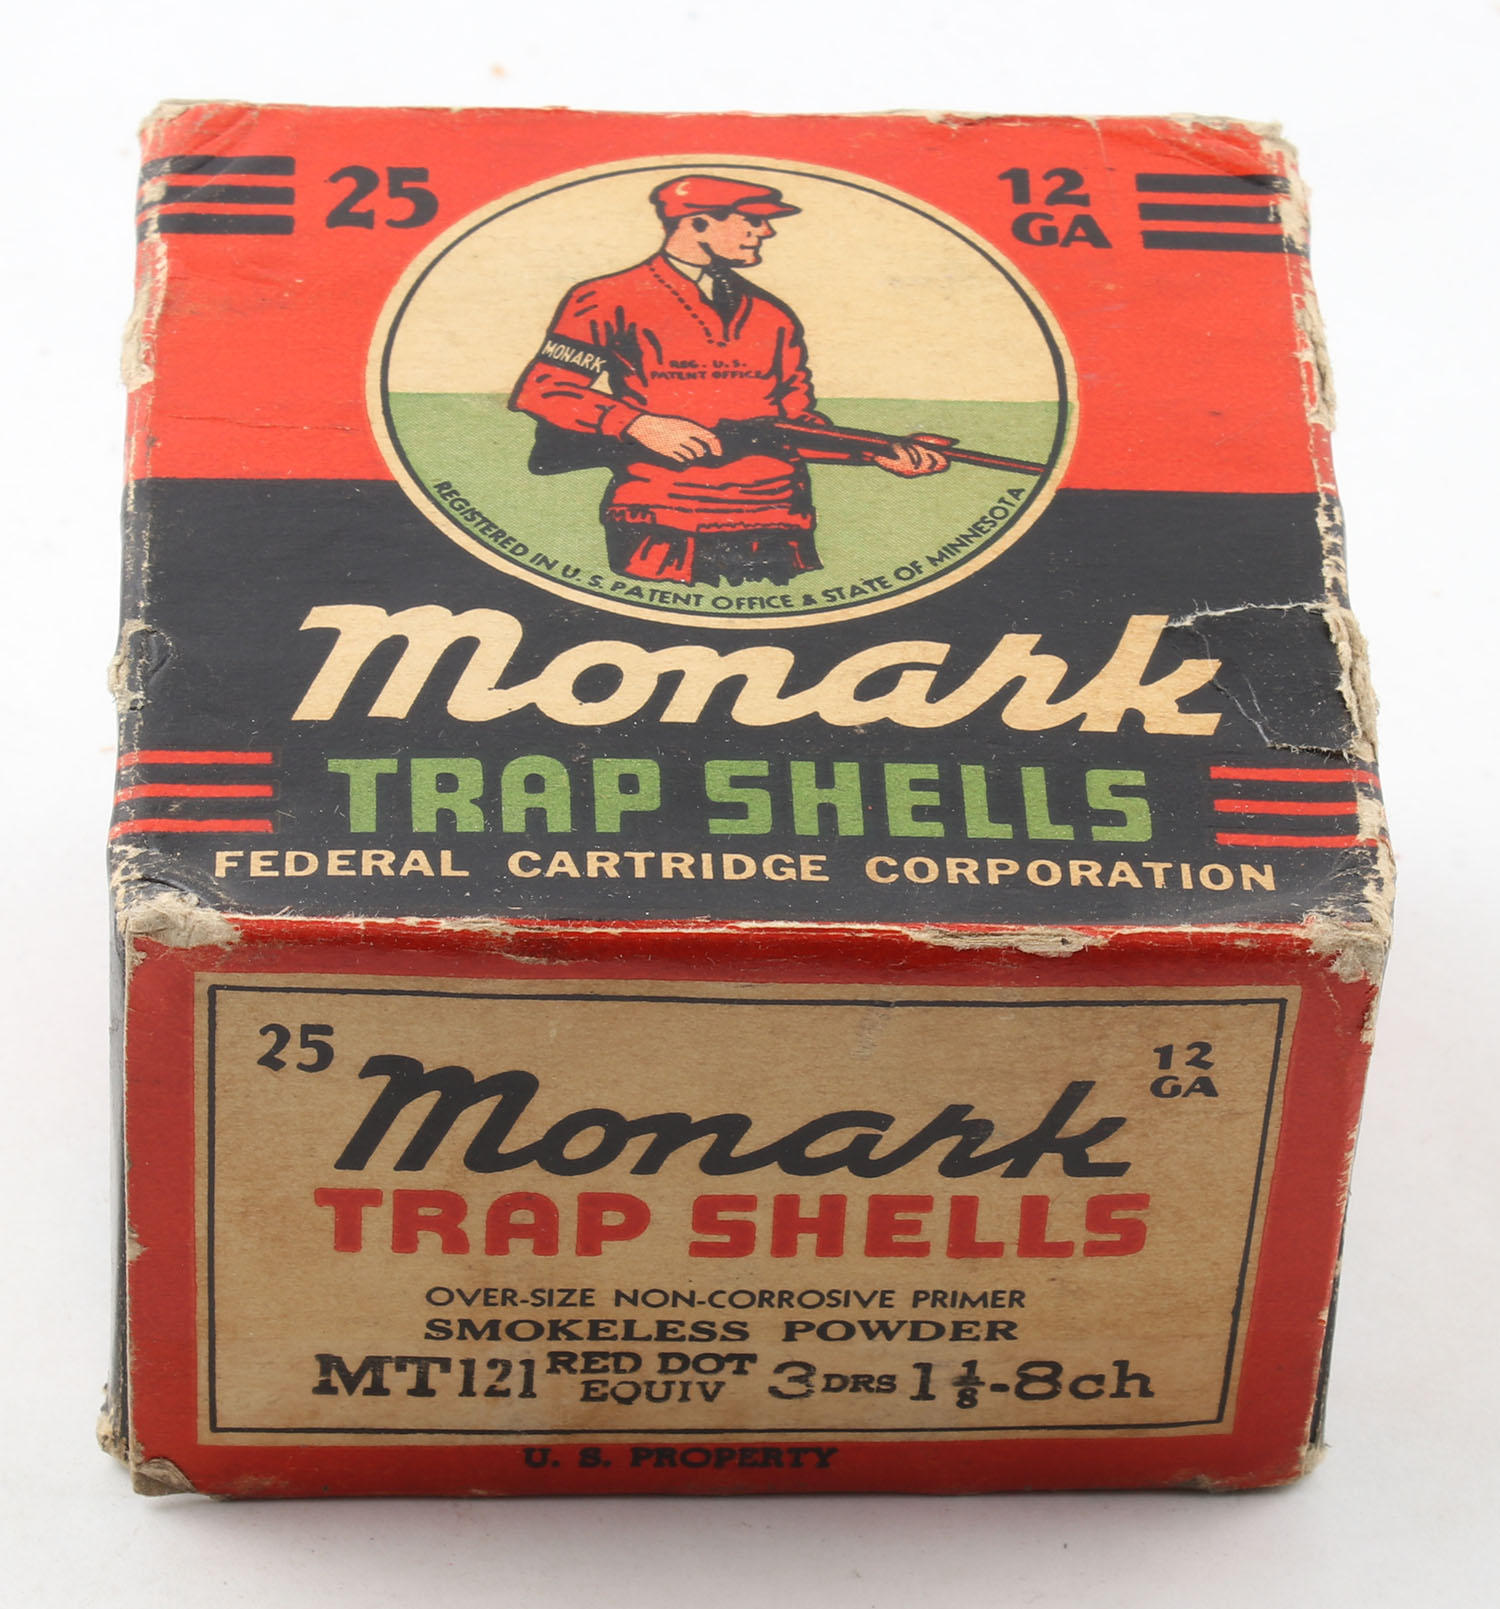 25
12
GA
MONARK
REG. U.S.
PATENT OFFICE
REGISTERED IN U. S. PATENT OFFICE & STATE OF MINNESOTA
Monark
TRAP SHELLS
FEDERAL CARTRIDGE CORPORATION
25
12
GA
Monark
TRAP SHELLS
OVER-SIZE NON-CORROSIVE PRIMER
SMOKELESS POWDER
MT121 RED DOT EQUIV 3 DRS 1 1/8-8ch
U. S. PROPERTY